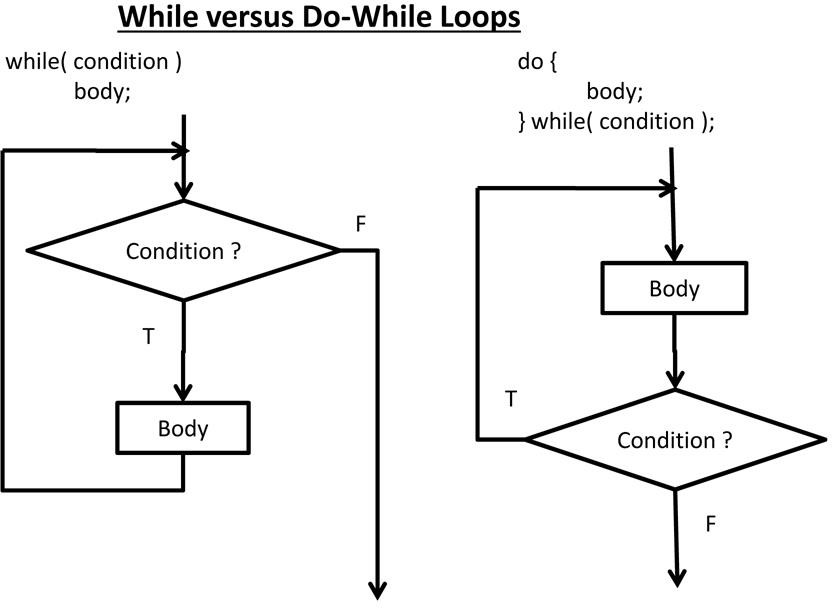 While versus Do-While Loops
while( condition )
body;
F
Condition ?
T
Body
do {
body;
} while( condition );
Body
T
Condition ?
F